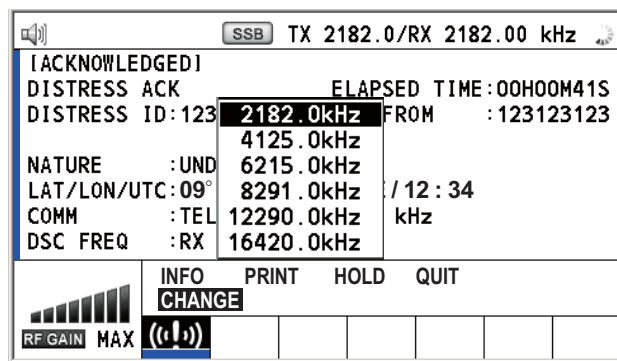 SSB TX 2182.0/RX 2182.00 kHz
[ACKNOWLEDGED]
DISTRESS ACK ELAPSED TIME:00H00M41S
DISTRESS ID:123 FROM :123123123
2182.0kHz
4125.0kHz
6215.0kHz
8291.0kHz
12290.0kHz
16420.0kHz
NATURE :UND
LAT/LON/UTC:09° / 12 : 34
COMM :TEL kHz
DSC FREQ :RX
INFO PRINT HOLD QUIT
CHANGE
RF GAIN MAX